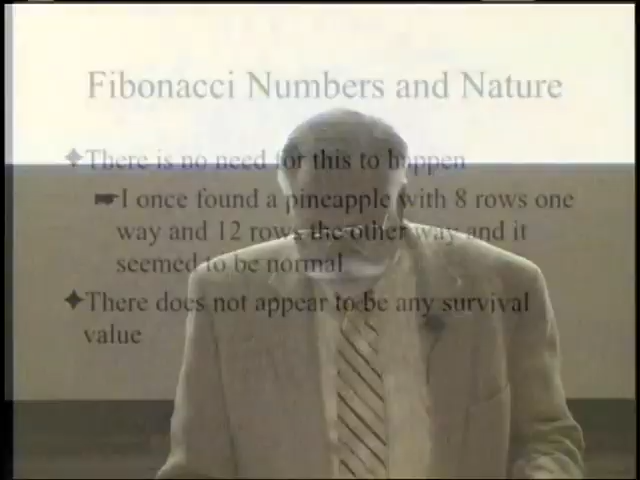 Fibonacci Numbers and Nature
There is no need for this to happen
I once found a pineapple with 8 rows one
way and 12 rows the other way and it
seemed to be normal
There does not appear to be any survival
value